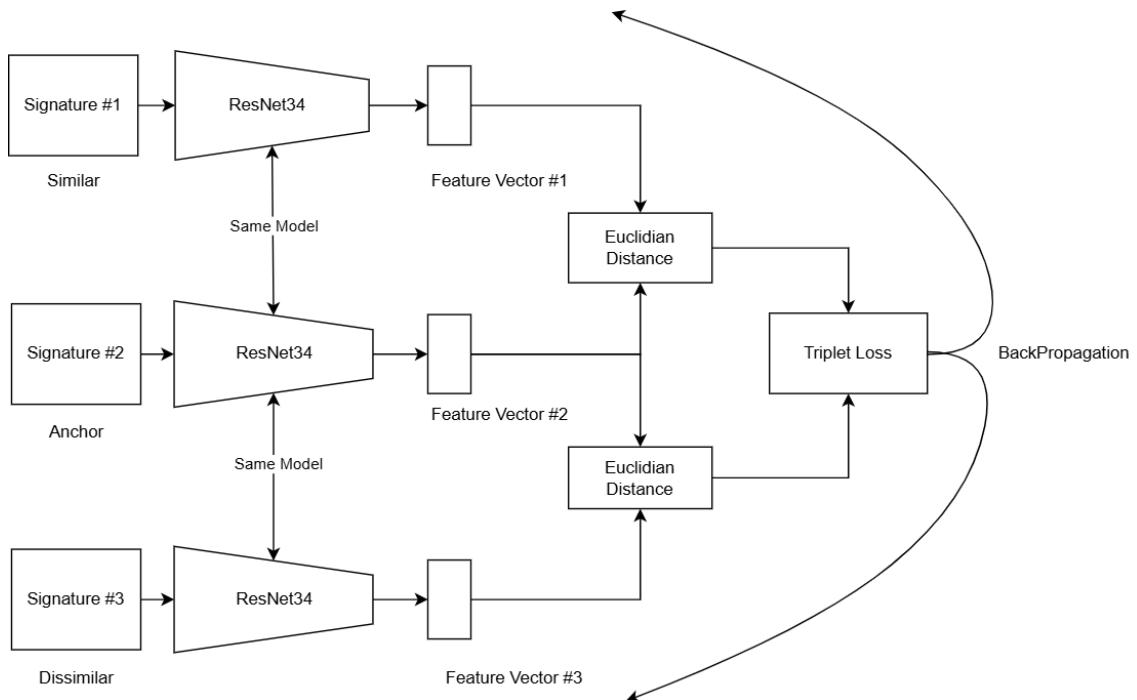 Signature #1
ResNet34
Similar
Feature Vector #1
Same Model
Euclidian
Distance
Signature #2
ResNet34
Triplet Loss
BackPropagation
Anchor
Feature Vector #2
Same Model
Euclidian
Distance
Signature #3
ResNet34
Dissimilar
Feature Vector #3